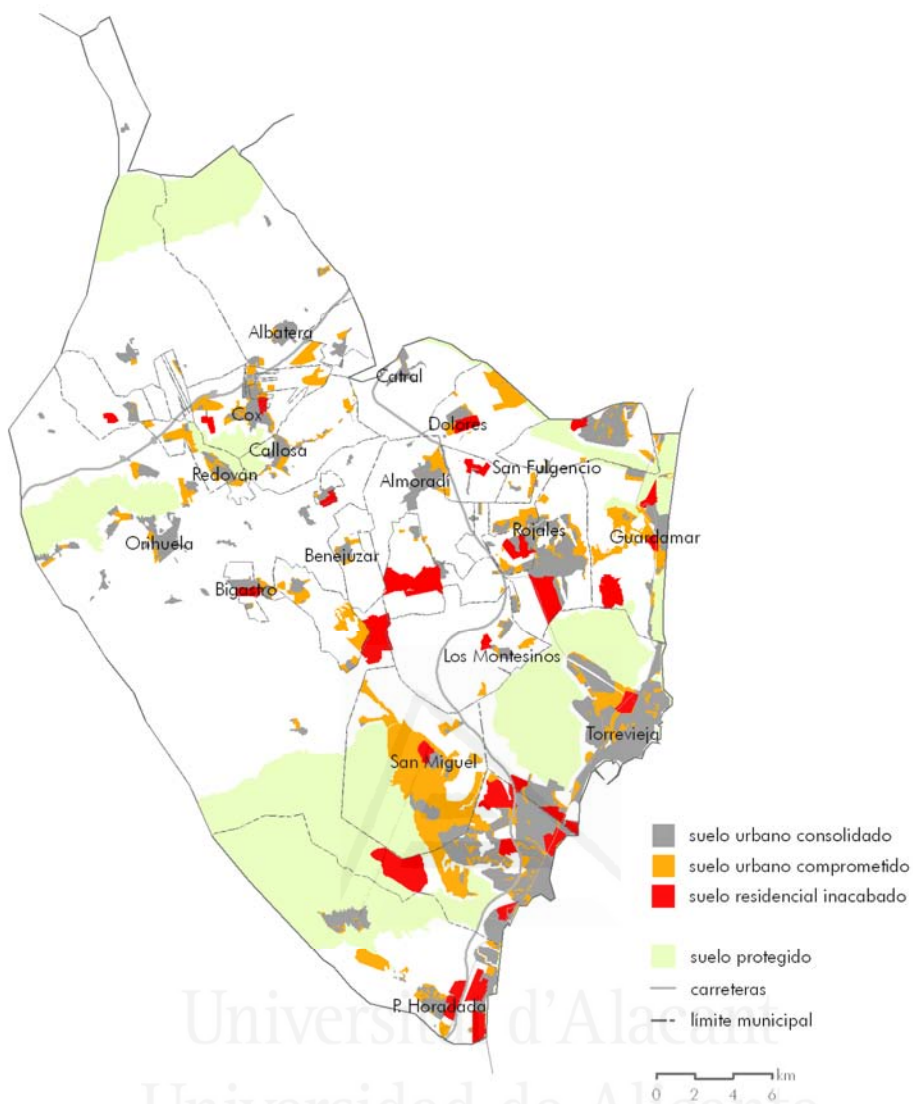 Albatera
Catral
Cox
Dolores
Callosa
San Fulgencio
Redován
Almoradí
Rojales
Orihuela
Guardamar
Benejúzar
Bigastro
Los Montesinos
Torrevieja
San Miguel
suelo urbano consolidado
suelo urbano comprometido
suelo residencial inacabado
suelo protegido
carreteras
límite municipal
P. Horadada
Universitat d'Alacant
Universidad de Alicante
km
0 2 4 6